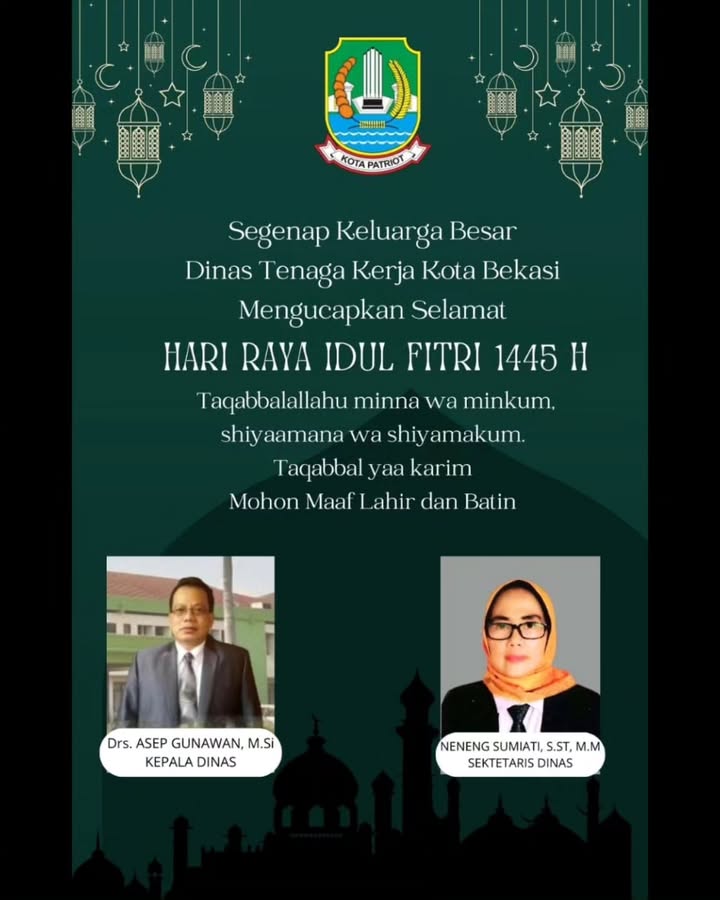 KOTA PATRIOT
Segenap Keluarga Besar
Dinas Tenaga Kerja Kota Bekasi
Mengucapkan Selamat
HARI RAYA IDUL FITRI 1445 H
Taqabbalallahu minna wa minkum,
shiyaamana wa shiyamakum.
Taqabbal yaa karim
Mohon Maaf Lahir dan Batin
Drs. ASEP GUNAWAN, M.Si
KEPALA DINAS
NENENG SUMIATI, S.ST, M.M
SEKTETARIS DINAS